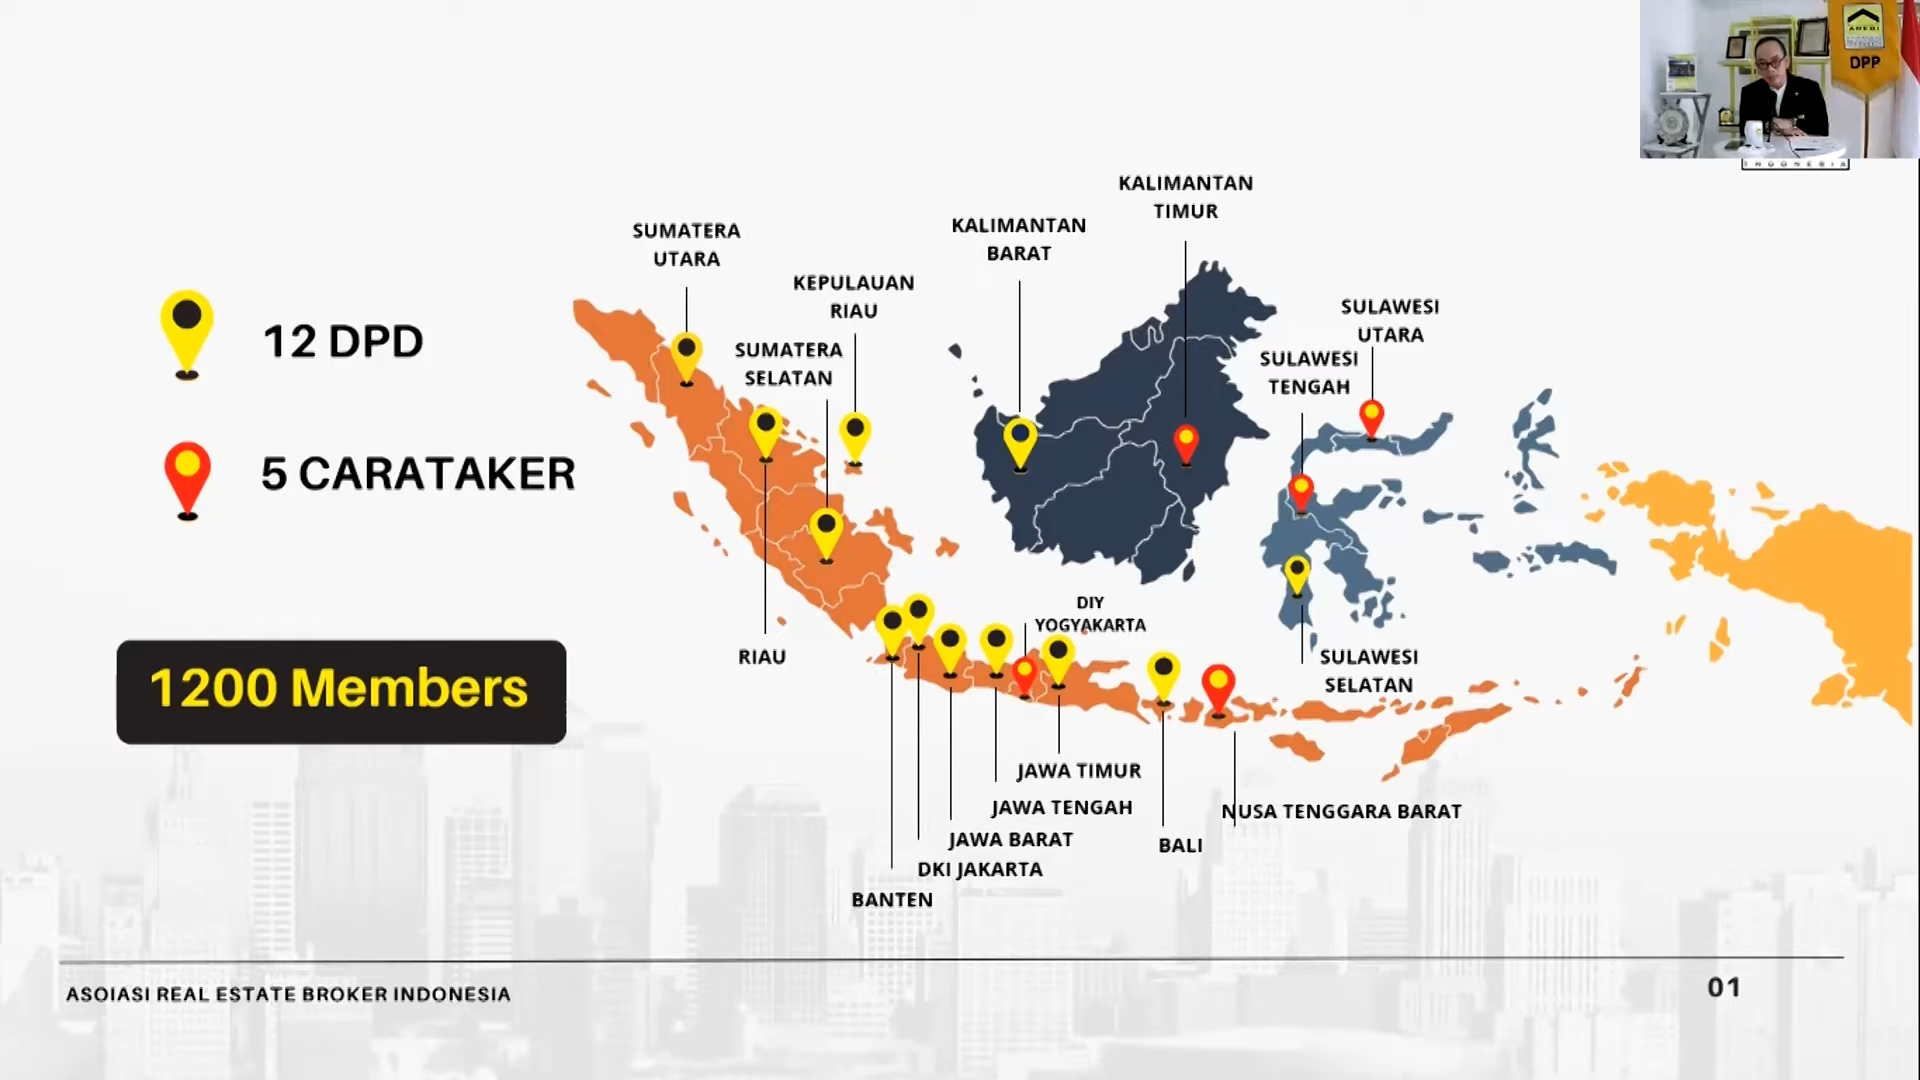 AREBI
DPP
INDONESIA
KALIMANTAN
TIMUR
SUMATERA
UTARA
KALIMANTAN
BARAT
KEPULAUAN
RIAU
SULAWESI
UTARA
12 DPD
SUMATERA
SELATAN
SULAWESI
TENGAH
5 CARATAKER
DIY
YOGYAKARTA
RIAU
SULAWESI
SELATAN
1200 Members
JAWA TIMUR
JAWA TENGAH
NUSA TENGGARA BARAT
JAWA BARAT
BALI
DKI JAKARTA
BANTEN
ASOIASI REAL ESTATE BROKER INDONESIA
01